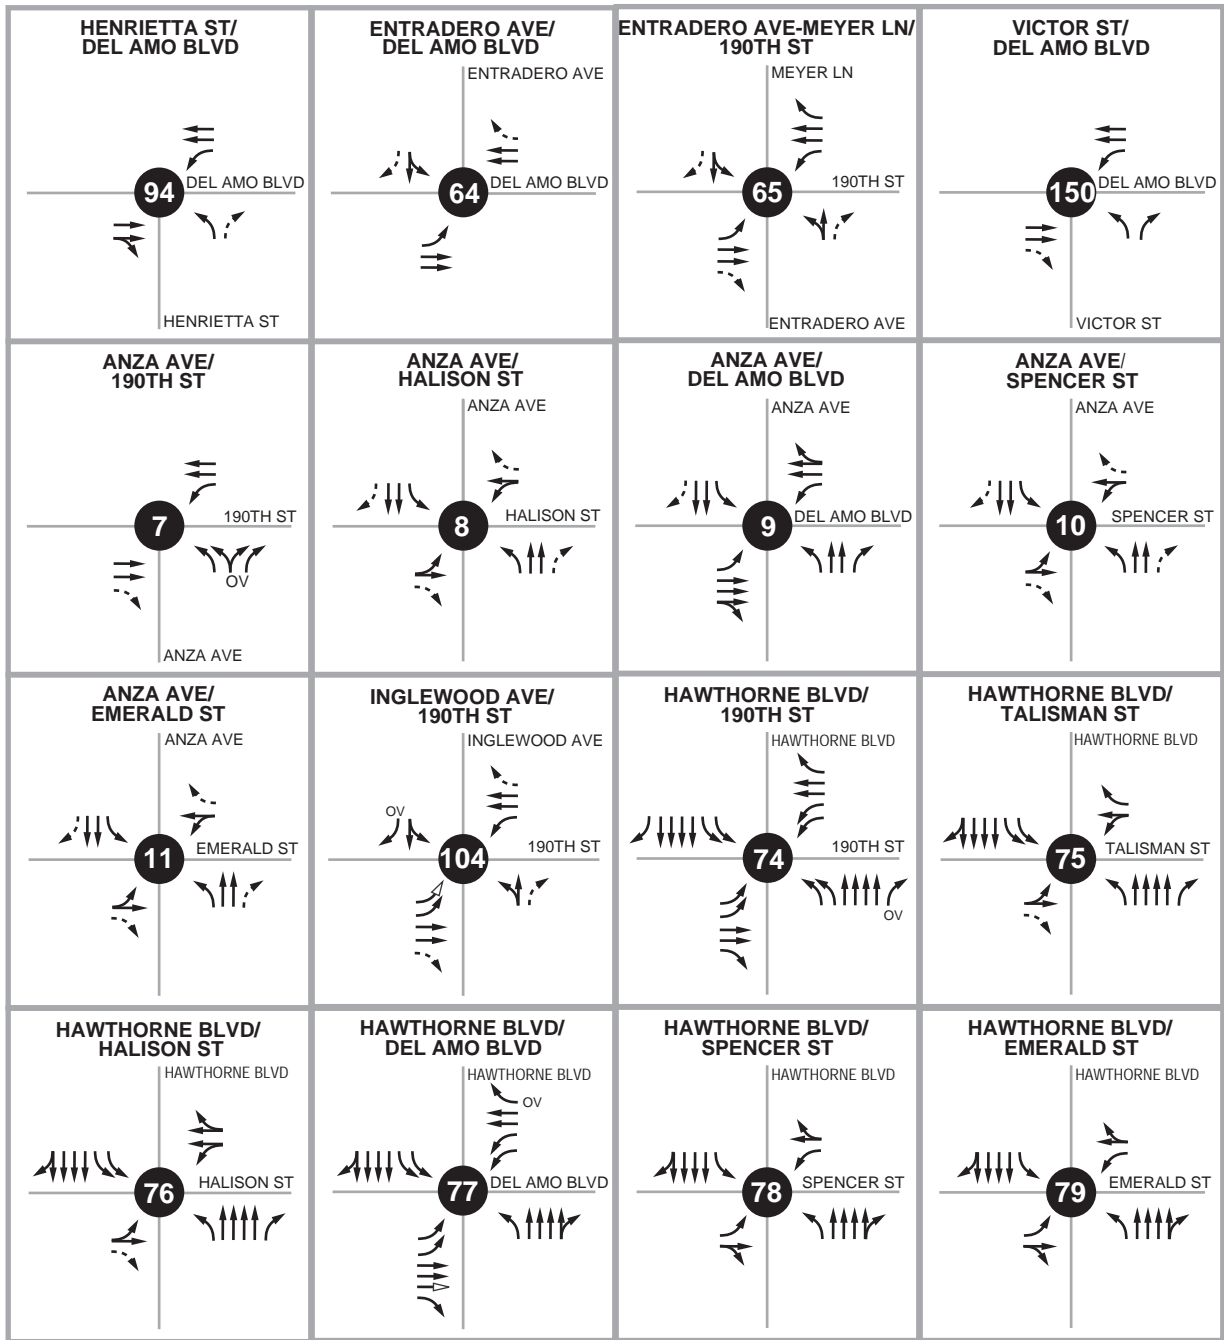 HENRIETTA ST/
DEL AMO BLVD
94
DEL AMO BLVD
HENRIETTA ST
ENTRADERO AVE/
DEL AMO BLVD
ENTRADERO AVE
64
DEL AMO BLVD
ENTRADERO AVE-MEYER LN/
190TH ST
MEYER LN
65
190TH ST
ENTRADERO AVE
VICTOR ST/
DEL AMO BLVD
150
DEL AMO BLVD
VICTOR ST
ANZA AVE/
190TH ST
7
190TH ST
OV
ANZA AVE
ANZA AVE/
HALISON ST
ANZA AVE
8
HALISON ST
ANZA AVE/
DEL AMO BLVD
ANZA AVE
9
DEL AMO BLVD
ANZA AVE/
SPENCER ST
ANZA AVE
10
SPENCER ST
ANZA AVE/
EMERALD ST
ANZA AVE
11
EMERALD ST
INGLEWOOD AVE/
190TH ST
INGLEWOOD AVE
OV
104
190TH ST
HAWTHORNE BLVD/
190TH ST
HAWTHORNE BLVD
74
190TH ST
OV
HAWTHORNE BLVD/
TALISMAN ST
HAWTHORNE BLVD
75
TALISMAN ST
HAWTHORNE BLVD/
HALISON ST
HAWTHORNE BLVD
76
HALISON ST
HAWTHORNE BLVD/
DEL AMO BLVD
HAWTHORNE BLVD
OV
77
DEL AMO BLVD
HAWTHORNE BLVD/
SPENCER ST
HAWTHORNE BLVD
78
SPENCER ST
HAWTHORNE BLVD/
EMERALD ST
HAWTHORNE BLVD
79
EMERALD ST